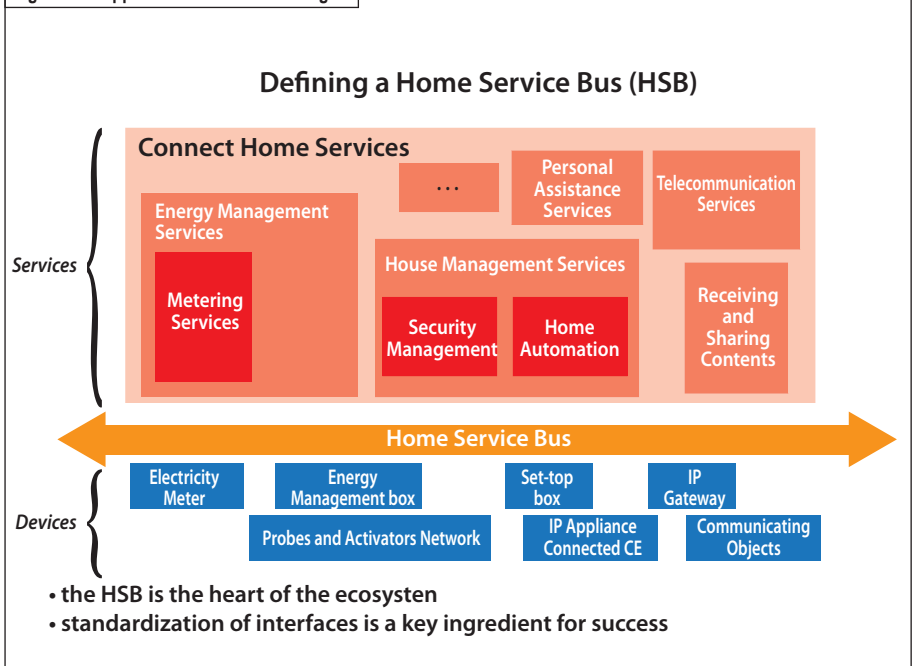 Defining a Home Service Bus (HSB)
Connect Home Services
...
Personal
Assistance
Services
Telecommunication
Services
Energy Management
Services
Services
House Management Services
Metering
Services
Security
Management
Home
Automation
Receiving
and
Sharing
Contents
Home Service Bus
Electricity
Meter
Energy
Management box
Set-top
box
IP
Gateway
Devices
Probes and Activators Network
IP Appliance
Connected CE
Communicating
Objects
• the HSB is the heart of the ecosysten
• standardization of interfaces is a key ingredient for success